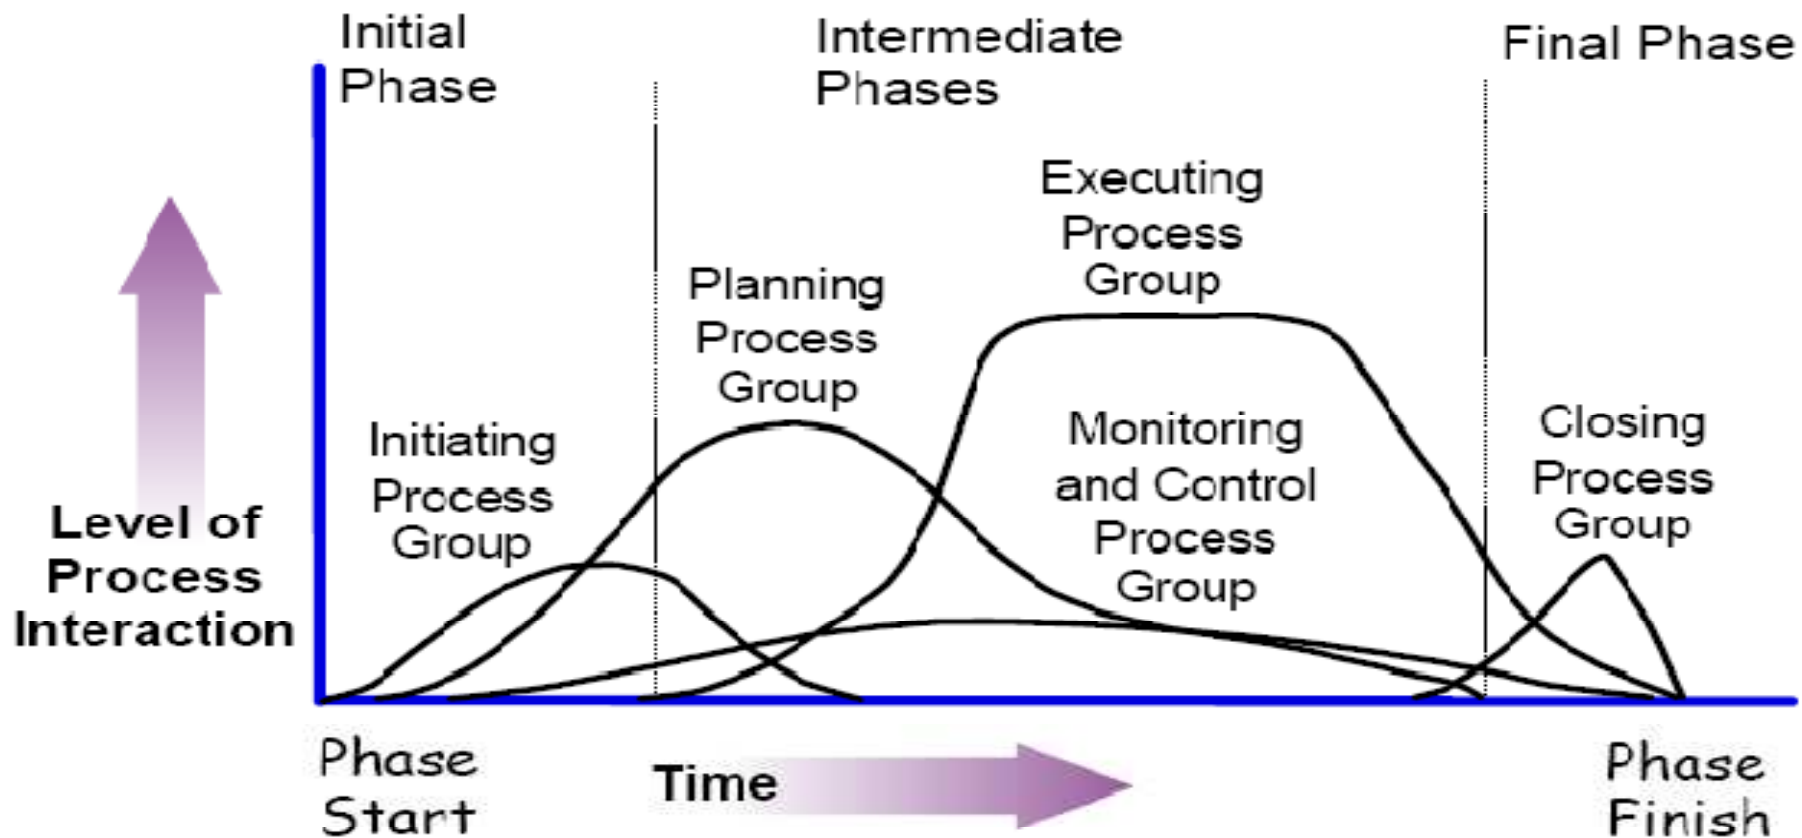 Initial
Phase
Intermediate
Phases
Final Phase
Executing
Process
Group
Planning
Process
Group
Initiating
Process
Group
Monitoring
and Control
Process
Group
Closing
Process
Group
Level of
Process
Interaction
Phase
Start
Time
Phase
Finish